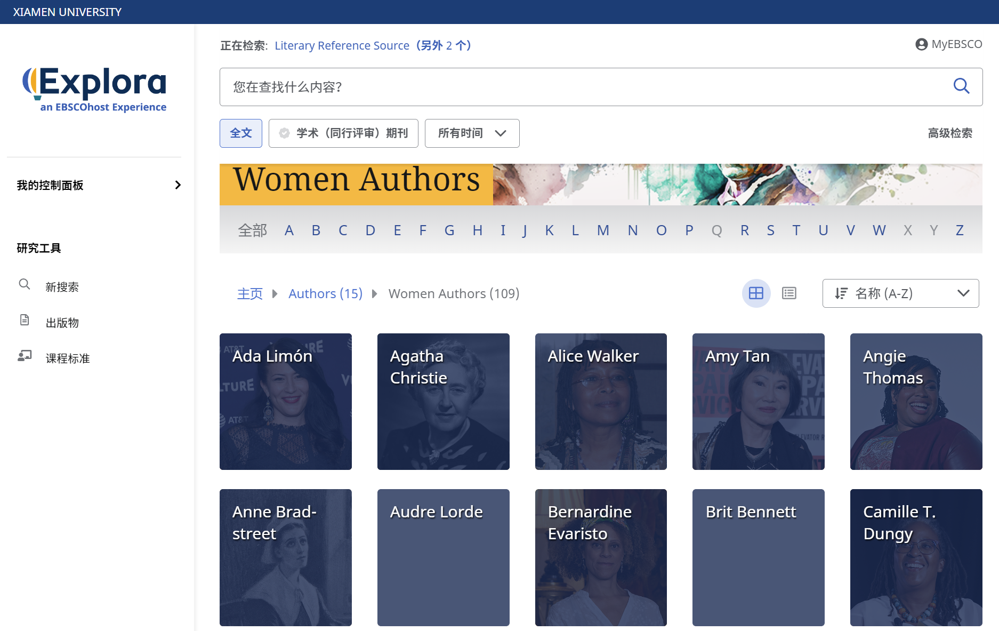 XIAMEN UNIVERSITY
Explora
an EBSCOhost Experience
我的控制面板
研究工具
新搜索
出版物
课程标准
正在检索: Literary Reference Source（另外 2 个）
MyEBSCO
您在查找什么内容?
全文
学术（同行评审）期刊
所有时间
高级检索
Women Authors
全部 A B C D E F G H I J K L M N O P Q R S T U V W X Y Z
主页 Authors (15) Women Authors (109)
名称 (A-Z)
Ada Limón
Agatha
Christie
Alice Walker
Amy Tan
Angie
Thomas
Anne Brad-
street
Audre Lorde
Bernardine
Evaristo
Brit Bennett
Camille T.
Dungy